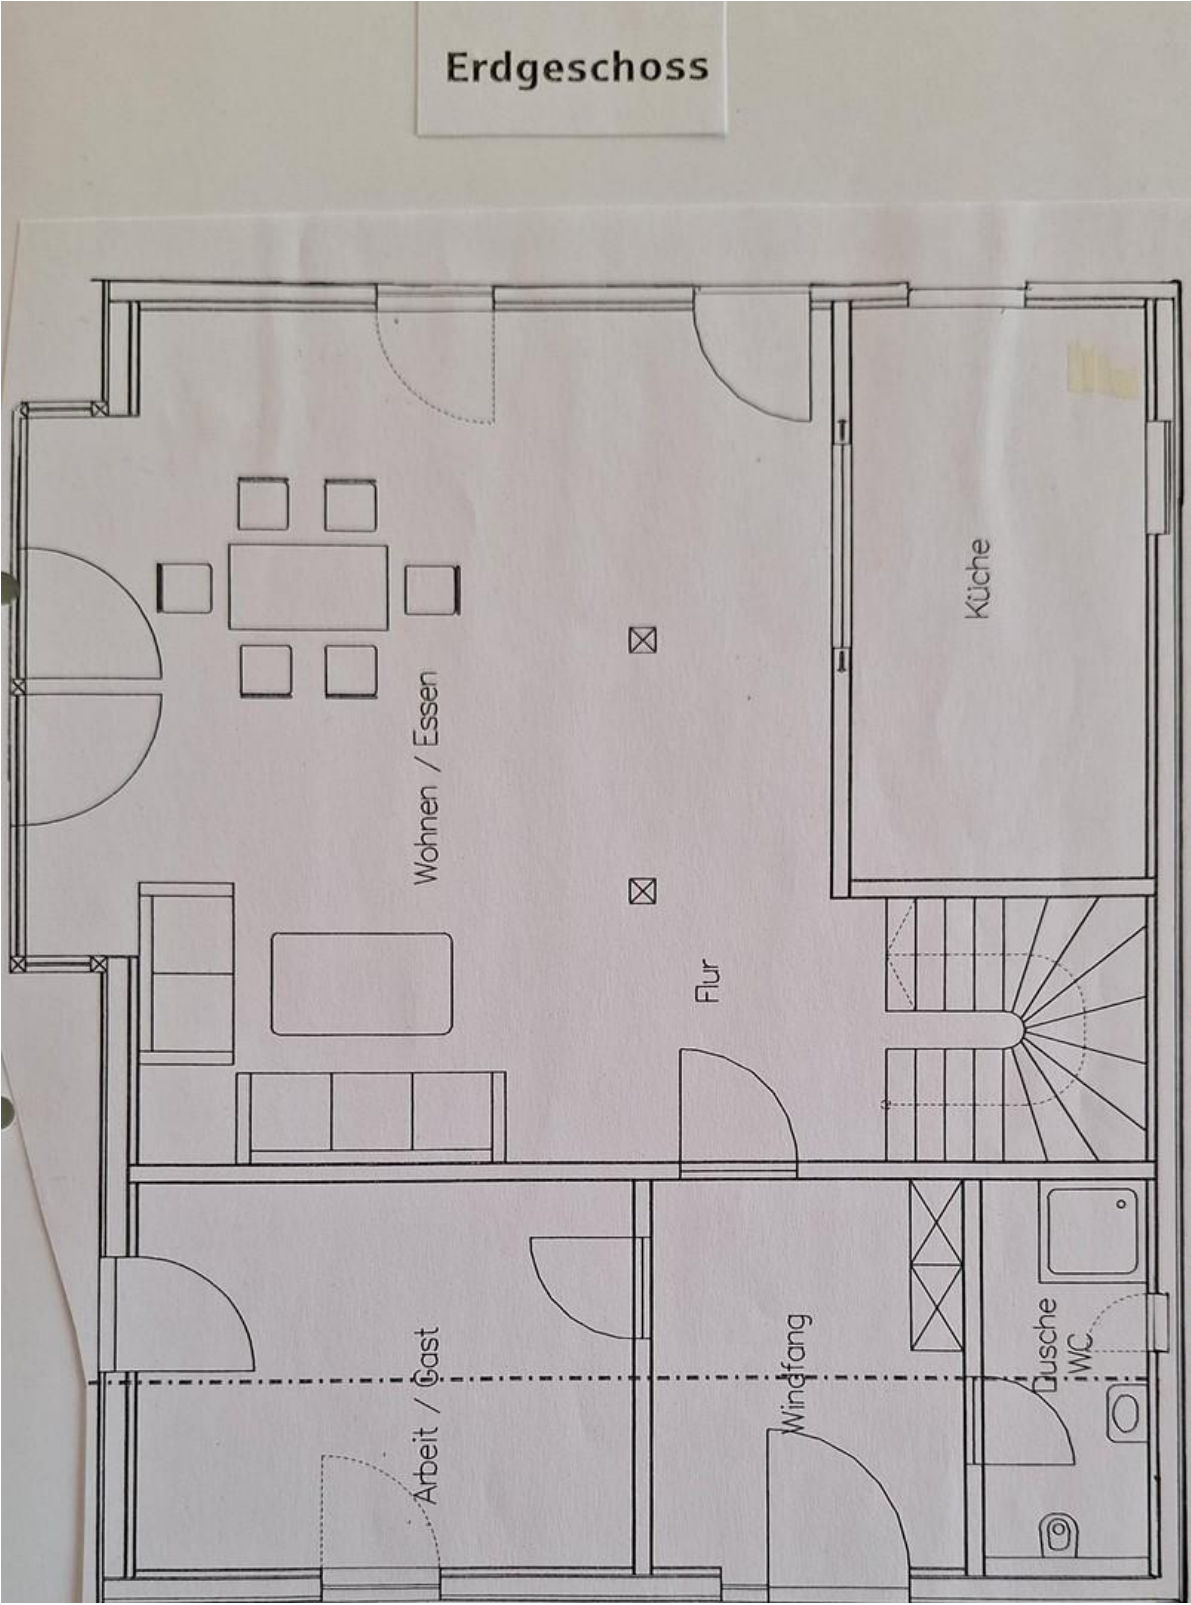 Erdgeschoss
Wohnen / Essen
Küche
Flur
Arbeit / Gast
Windfang
Dusche
WC